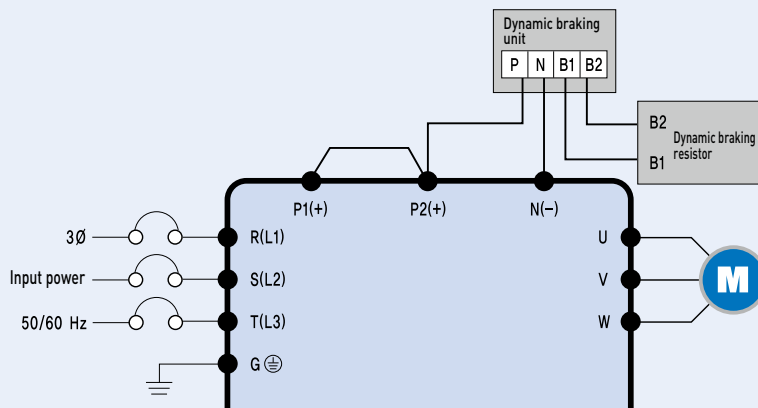 Dynamic braking
unit
P N B1 B2
B2
Dynamic braking
resistor
B1
P1(+) P2(+) N(−)
3Ø R(L1) U
Input power S(L2) V M
50/60 Hz T(L3) W
G